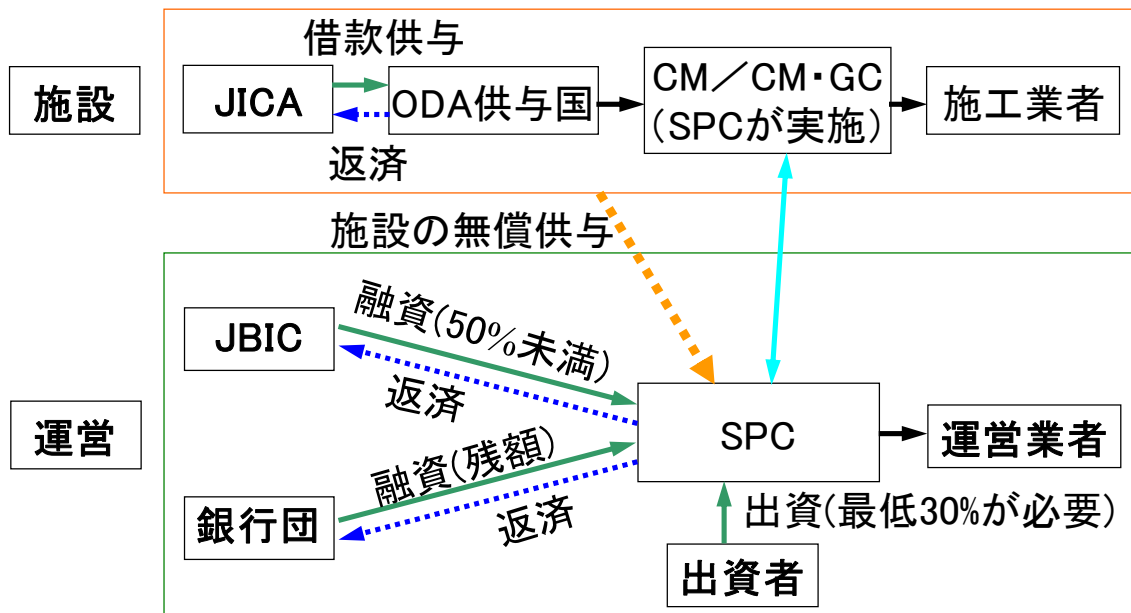 借款供与
施設
JICA
ODA供与国
CM／CM・GC
（SPCが実施）
施工業者
返済
施設の無償供与
JBIC
融資(50%未満)
返済
運営
SPC
運営業者
融資(残額)
銀行団
返済
出資(最低30%が必要)
出資者